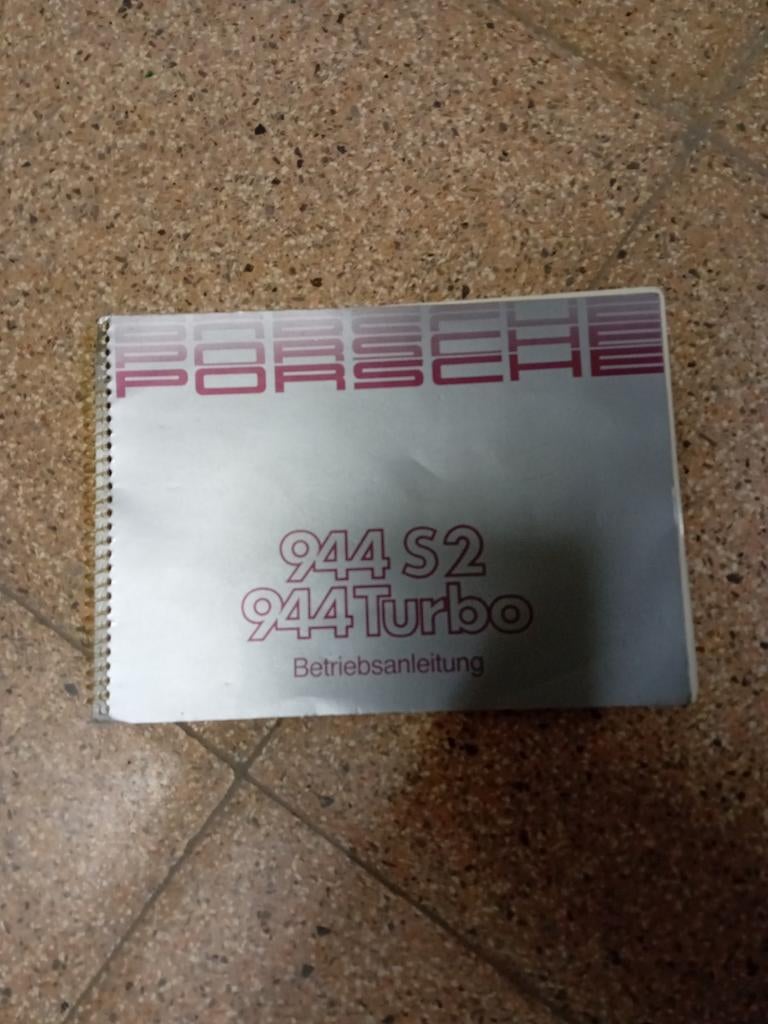 PORSCHE
PORSCHE
PORSCHE
944 S2
944 Turbo
Betriebsanleitung